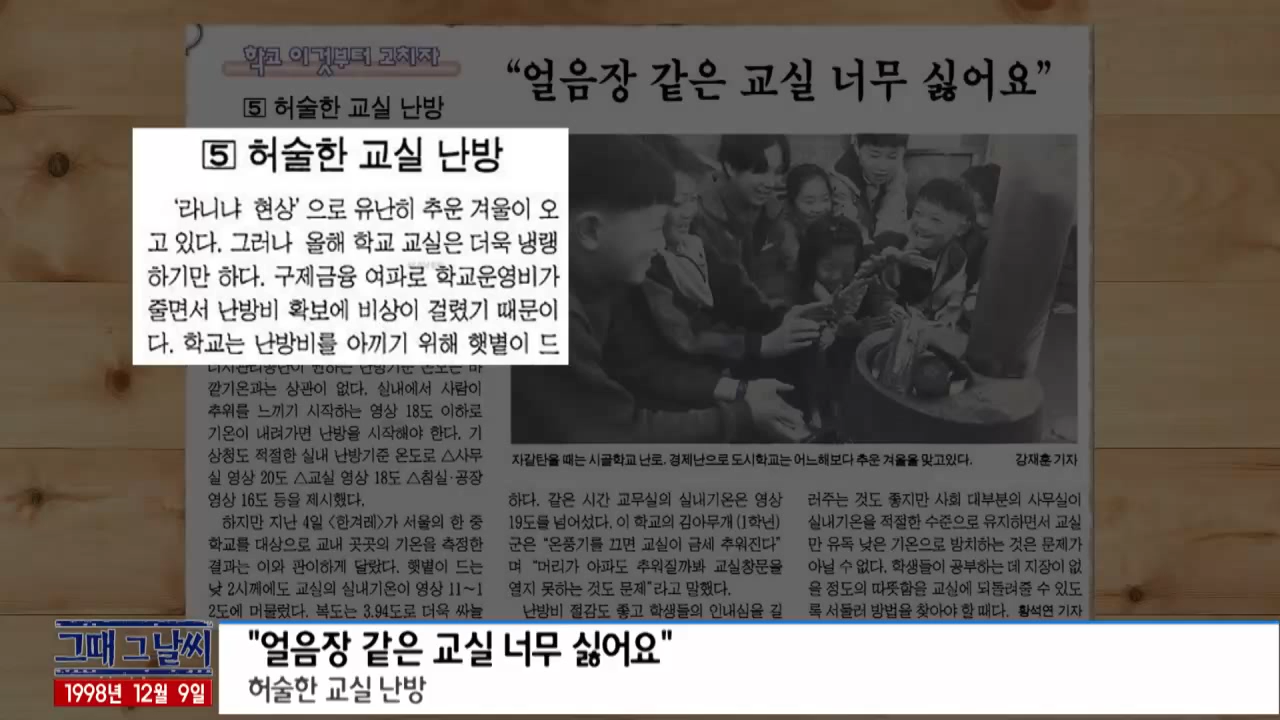 학교 이것부터 고치자
5 허술한 교실 난방
“얼음장 같은 교실 너무 싫어요”
5 허술한 교실 난방
‘라니냐 현상’으로 유난히 추운 겨울이 오
고 있다. 그러나 올해 학교 교실은 더욱 냉랭
하기만 하다. 구제금융 여파로 학교운영비가
줄면서 난방비 확보에 비상이 걸렸기 때문이
다. 학교는 난방비를 아끼기 위해 햇볕이 드
너지관리공단이 권하는 난방기준 온도는 바
깥기온과는 상관이 없다. 실내에서 사람이
추위를 느끼기 시작하는 영상 18도 이하로
기온이 내려가면 난방을 시작해야 한다. 기
상청도 적절한 실내 난방기준 온도로 △사무
실 영상 20도 △교실 영상 18도 △침실·공장
영상 16도 등을 제시했다.
하지만 지난 4일 〈한겨레〉가 서울의 한 중
학교를 대상으로 교내 곳곳의 기온을 측정한
결과는 이와 판이하게 달랐다. 햇볕이 드는
낮 2시께에도 교실의 실내기온이 영상 11~1
2도에 머물렀다. 복도는 3.94도로 더욱 싸늘
자갈탄을 때는 시골학교 난로. 경제난으로 도시학교는 어느해보다 추운 겨울을 맞고있다. 강재훈 기자
하다. 같은 시간 교무실의 실내기온은 영상
19도를 넘어섰다. 이 학교의 김아무개(1학년)
군은 “온풍기를 끄면 교실이 금세 추워진다”
며 “머리가 아파도 추워질까봐 교실창문을
열지 못하는 것도 문제”라고 말했다.
난방비 절감도 좋고 학생들의 인내심을 길
러주는 것도 좋지만 사회 대부분의 사무실이
실내기온을 적절한 수준으로 유지하면서 교실
만 유독 낮은 기온으로 방치하는 것은 문제가
아닐 수 없다. 학생들이 공부하는 데 지장이 없
을 정도의 따뜻함을 교실에 되돌려줄 수 있도
록 서둘러 방법을 찾아야 할 때다. 황석연 기자
그때 그 날씨
1998년 12월 9일
"얼음장 같은 교실 너무 싫어요"
허술한 교실 난방